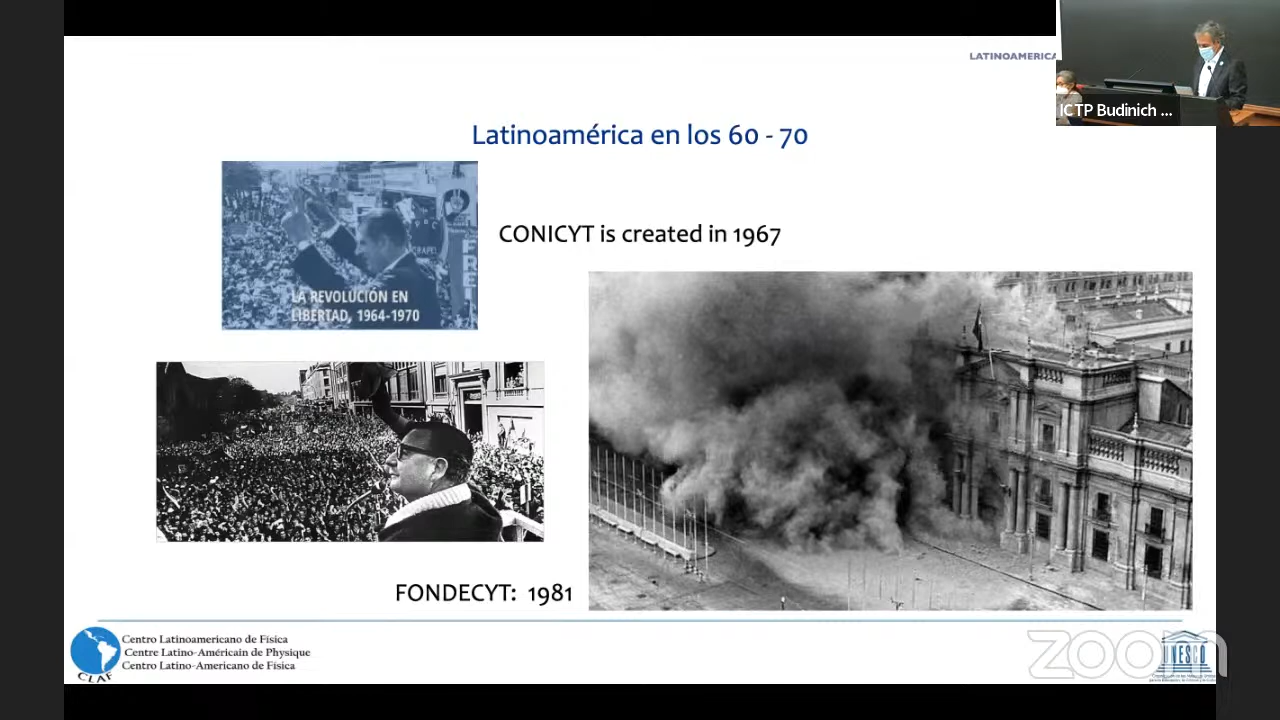 LATINOAMERICA
ICTP Budinich ...
Latinoamérica en los 60 - 70
CONICYT is created in 1967
FREI
LA REVOLUCIÓN EN
LIBERTAD, 1964-1970
FONDECYT: 1981
Centro Latinoamericano de Física
Centre Latino-Américain de Physique
Centro Latino-Americano de Física
CLAF
zoom
UNESCO